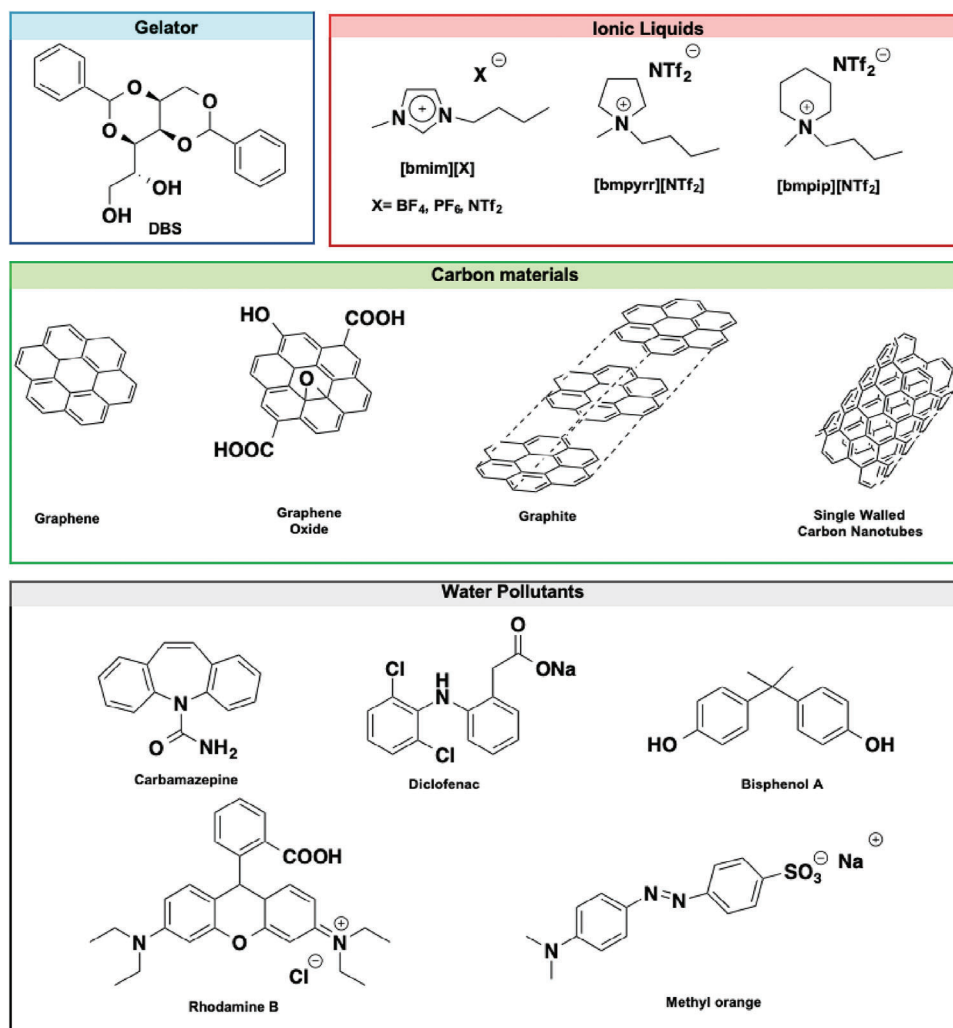 Gelator
O
O
O
O
OH
OH
DBS
Ionic Liquids
X⊖
N
+
N
[bmim][X]
X= BF4, PF6, NTf2
NTf2⊖
+
N
[bmpyrr][NTf2]
NTf2⊖
+
N
[bmpip][NTf2]
Carbon materials
Graphene
HO
COOH
O
HOOC
Graphene
Oxide
Graphite
Single Walled
Carbon Nanotubes
Water Pollutants
N
O
NH2
Carbamazepine
O
ONa
Cl
H
N
Cl
Diclofenac
HO
OH
Bisphenol A
COOH
N
O
N
+
Cl⊖
Rhodamine B
N=N
SO3⊖ Na+
N
Methyl orange